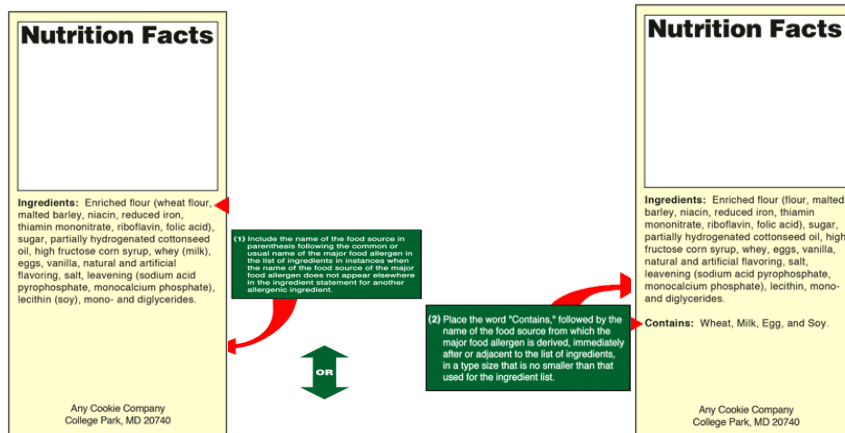 Nutrition Facts
Ingredients: Enriched flour (wheat flour,
malted barley, niacin, reduced iron,
thiamin mononitrate, riboflavin, folic acid),
sugar, partially hydrogenated cottonseed
oil, high fructose corn syrup, whey (milk),
eggs, vanilla, natural and artificial
flavoring, salt, leavening (sodium acid
pyrophosphate, monocalcium phosphate),
lecithin (soy), mono- and diglycerides.
Any Cookie Company
College Park, MD 20740
(1) Include the name of the food source in
parenthesis following the common or
usual name of the major food allergen in
the list of ingredients in instances when
the name of the food source of the major
food allergen does not appear elsewhere
in the ingredient statement for another
allergenic ingredient.
OR
(2) Place the word "Contains," followed by the
name of the food source from which the
major food allergen is derived, immediately
after or adjacent to the list of ingredients,
in a type size that is no smaller than that
used for the ingredient list.
Nutrition Facts
Ingredients: Enriched flour (flour, malted
barley, niacin, reduced iron, thiamin
mononitrate, riboflavin, folic acid), sugar,
partially hydrogenated cottonseed oil, high
fructose corn syrup, whey, eggs, vanilla,
natural and artificial flavoring, salt,
leavening (sodium acid pyrophosphate,
monocalcium phosphate), lecithin, mono-
and diglycerides.
Contains: Wheat, Milk, Egg, and Soy.
Any Cookie Company
College Park, MD 20740